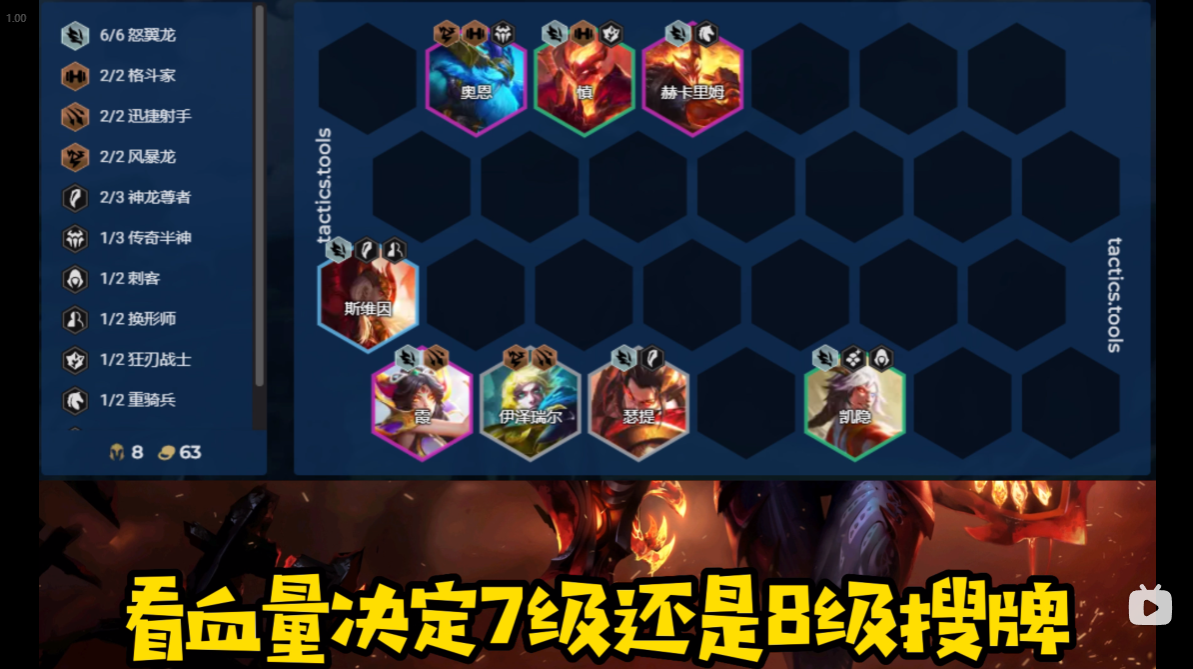 1.00
6/6 怒翼龙
2/2 格斗家
2/2 迅捷射手
2/2 风暴龙
2/3 神龙尊者
1/3 传奇半神
1/2 刺客
1/2 换形师
1/2 狂刃战士
1/2 重骑兵
8 63
tactics.tools
奥恩 慎 赫卡里姆
斯维因
霞 伊泽瑞尔 瑟提 凯隐
tactics.tools
看血量决定7级还是8级搜牌